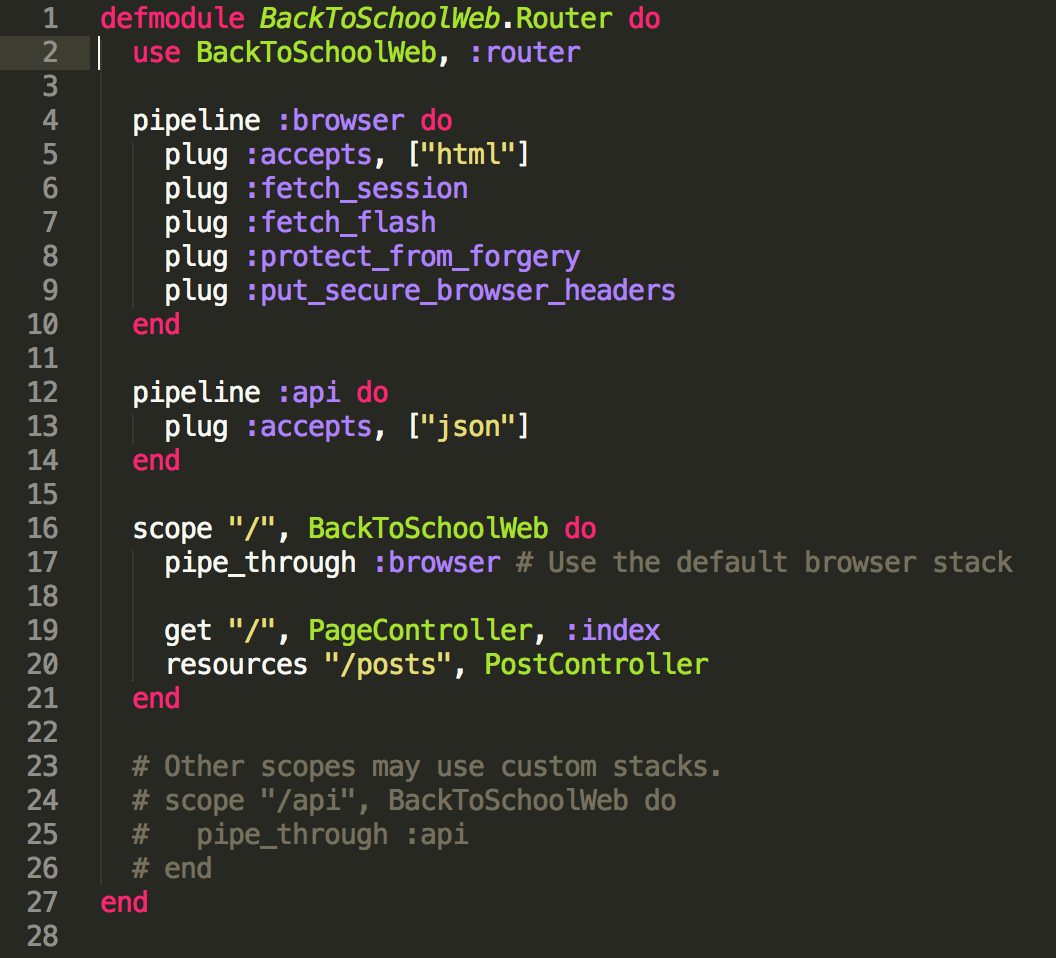 1 defmodule BackToSchoolWeb.Router do
2   use BackToSchoolWeb, :router
3
4   pipeline :browser do
5     plug :accepts, ["html"]
6     plug :fetch_session
7     plug :fetch_flash
8     plug :protect_from_forgery
9     plug :put_secure_browser_headers
10   end
11
12   pipeline :api do
13     plug :accepts, ["json"]
14   end
15
16   scope "/", BackToSchoolWeb do
17     pipe_through :browser # Use the default browser stack
18
19     get "/", PageController, :index
20     resources "/posts", PostController
21   end
22
23   # Other scopes may use custom stacks.
24   # scope "/api", BackToSchoolWeb do
25   #   pipe_through :api
26   # end
27 end
28